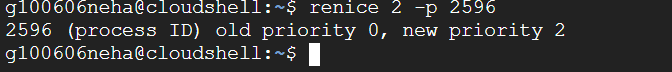 g100606neha@cloudshell:~$ renice 2 -p 2596
2596 (process ID) old priority 0, new priority 2
g100606neha@cloudshell:~$